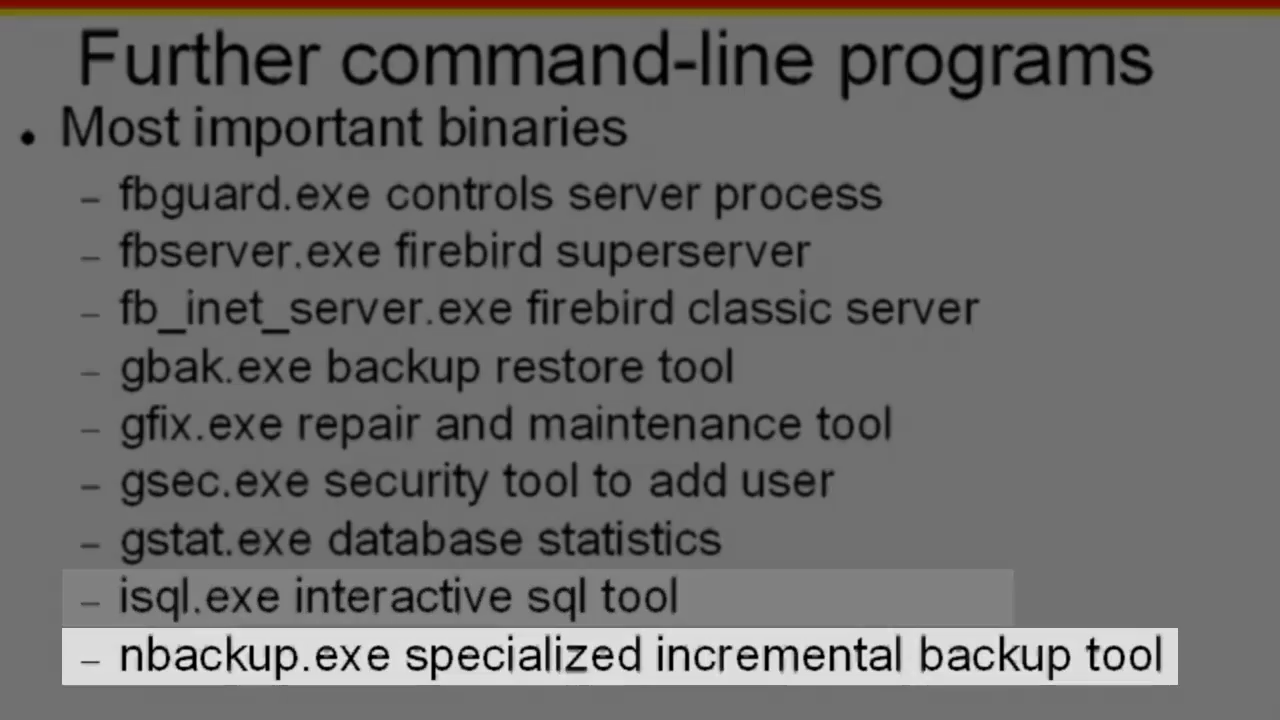 Further command-line programs
• Most important binaries
– fbguard.exe controls server process
– fbserver.exe firebird superserver
– fb_inet_server.exe firebird classic server
– gbak.exe backup restore tool
– gfix.exe repair and maintenance tool
– gsec.exe security tool to add user
– gstat.exe database statistics
– isql.exe interactive sql tool
– nbackup.exe specialized incremental backup tool